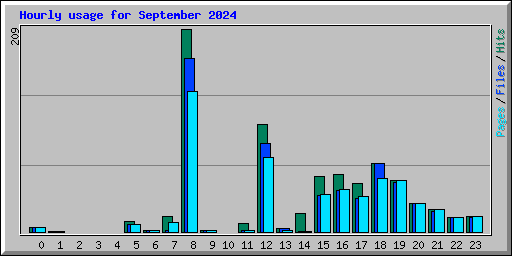 Hourly usage for September 2024
209
Pages / Files / Hits
0 1 2 3 4 5 6 7 8 9 10 11 12 13 14 15 16 17 18 19 20 21 22 23